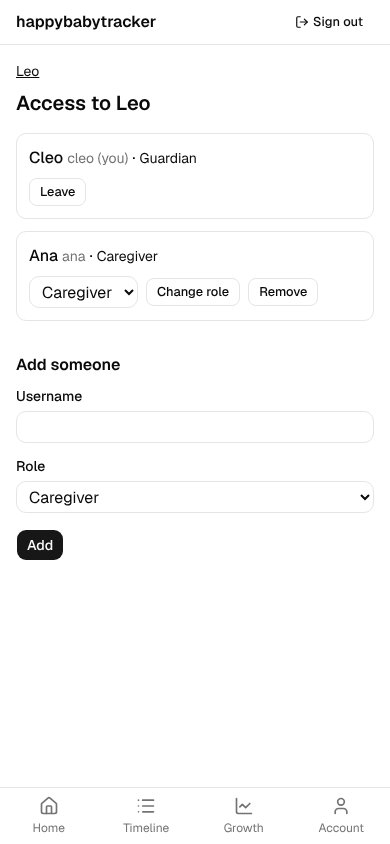 happybabytracker
Sign out
Leo
Access to Leo
Cleo cleo (you) · Guardian
Leave
Ana ana · Caregiver
Caregiver Change role Remove
Add someone
Username
Role
Caregiver
Add
Home Timeline Growth Account